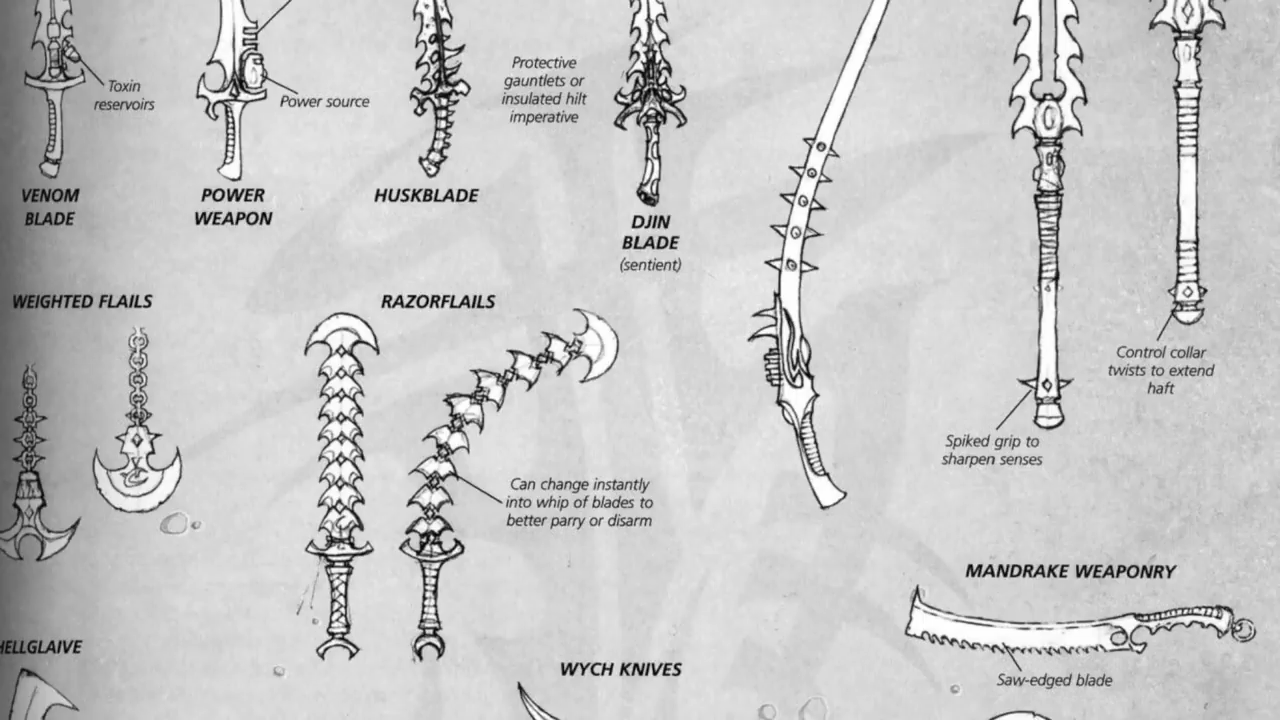 Toxin
reservoirs
Power source
Protective
gauntlets or
insulated hilt
imperative
VENOM
BLADE
POWER
WEAPON
HUSKBLADE
DJIN
BLADE
(sentient)
WEIGHTED FLAILS
RAZORFLAILS
Can change instantly
into whip of blades to
better parry or disarm
Control collar
twists to extend
haft
Spiked grip to
sharpen senses
MANDRAKE WEAPONRY
Saw-edged blade
HELLGLAIVE
WYCH KNIVES